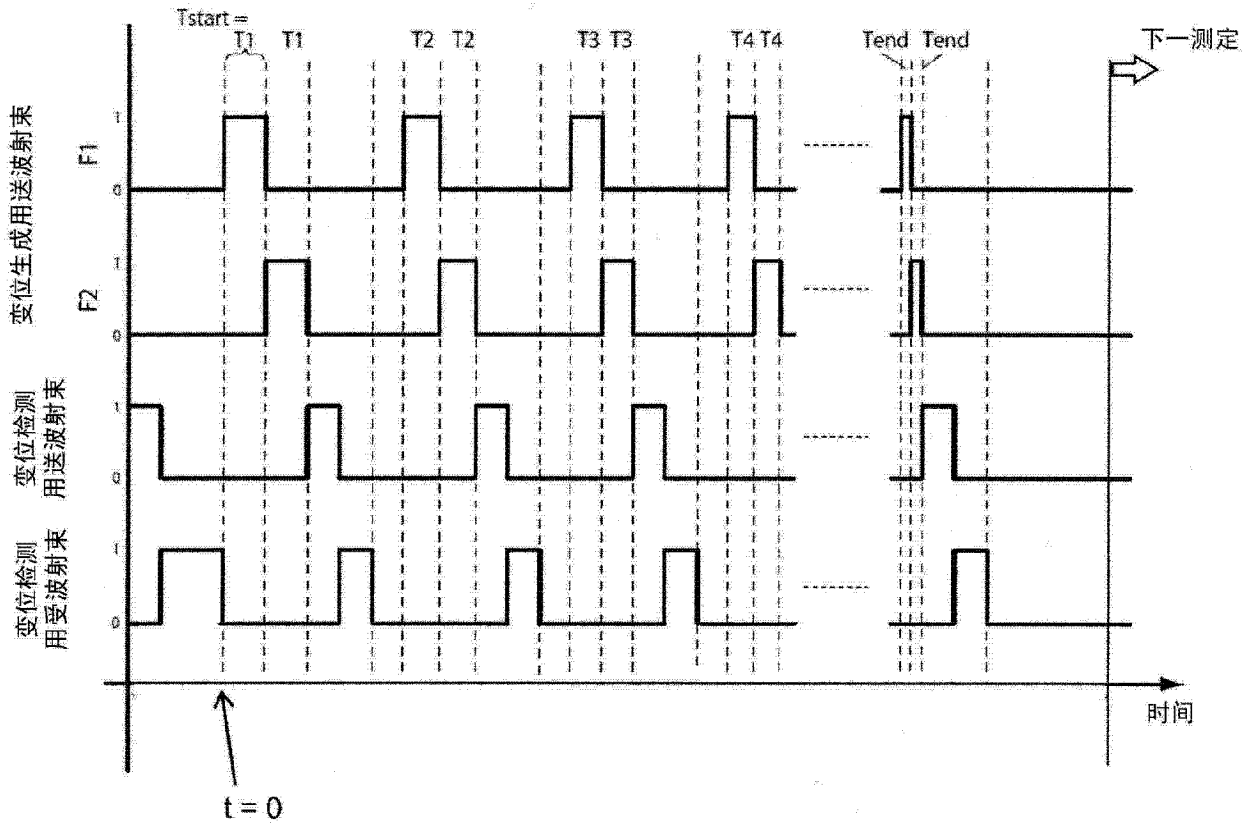 Tstart =
T1 T1 T2 T2 T3 T3 T4 T4 Tend Tend
下一测定
变位生成用送波射束
F1
1
0
F2
1
0
变位检测
用送波射束
1
0
变位检测
用受波射束
1
0
时间
t = 0